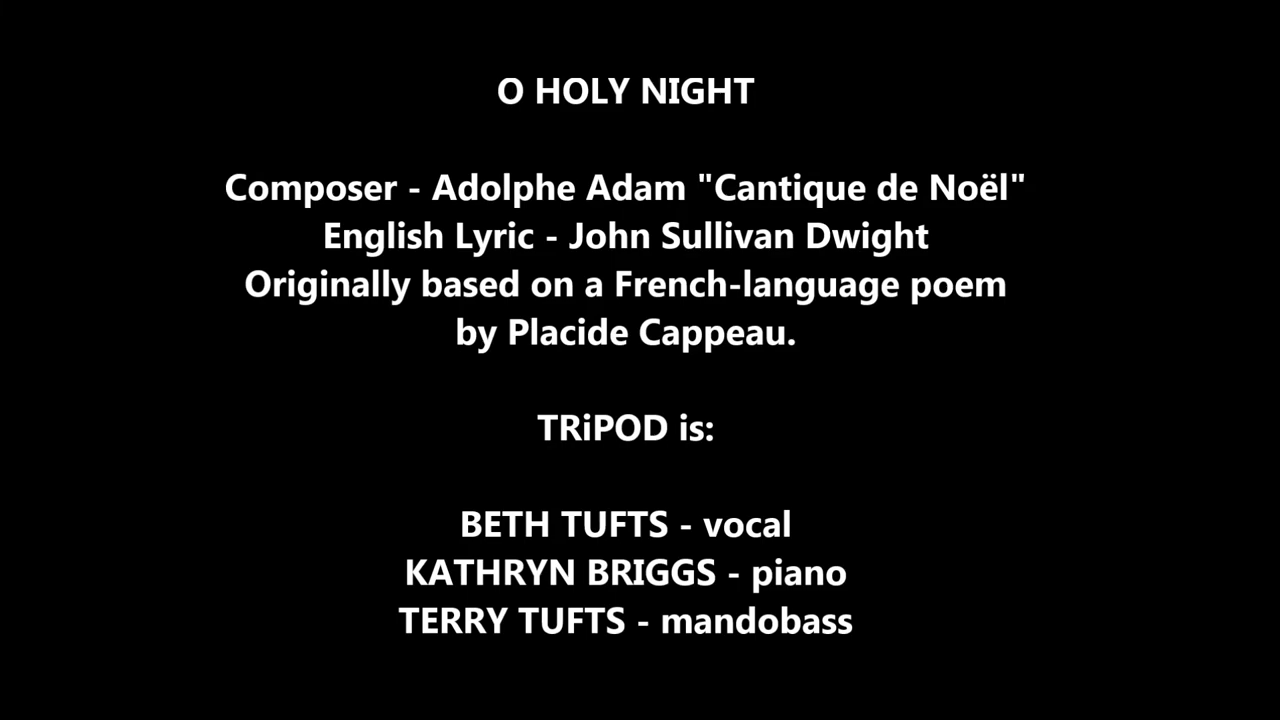 O HOLY NIGHT
Composer - Adolphe Adam "Cantique de Noël"
English Lyric - John Sullivan Dwight
Originally based on a French-language poem
by Placide Cappeau.
TRiPOD is:
BETH TUFTS - vocal
KATHRYN BRIGGS - piano
TERRY TUFTS - mandobass